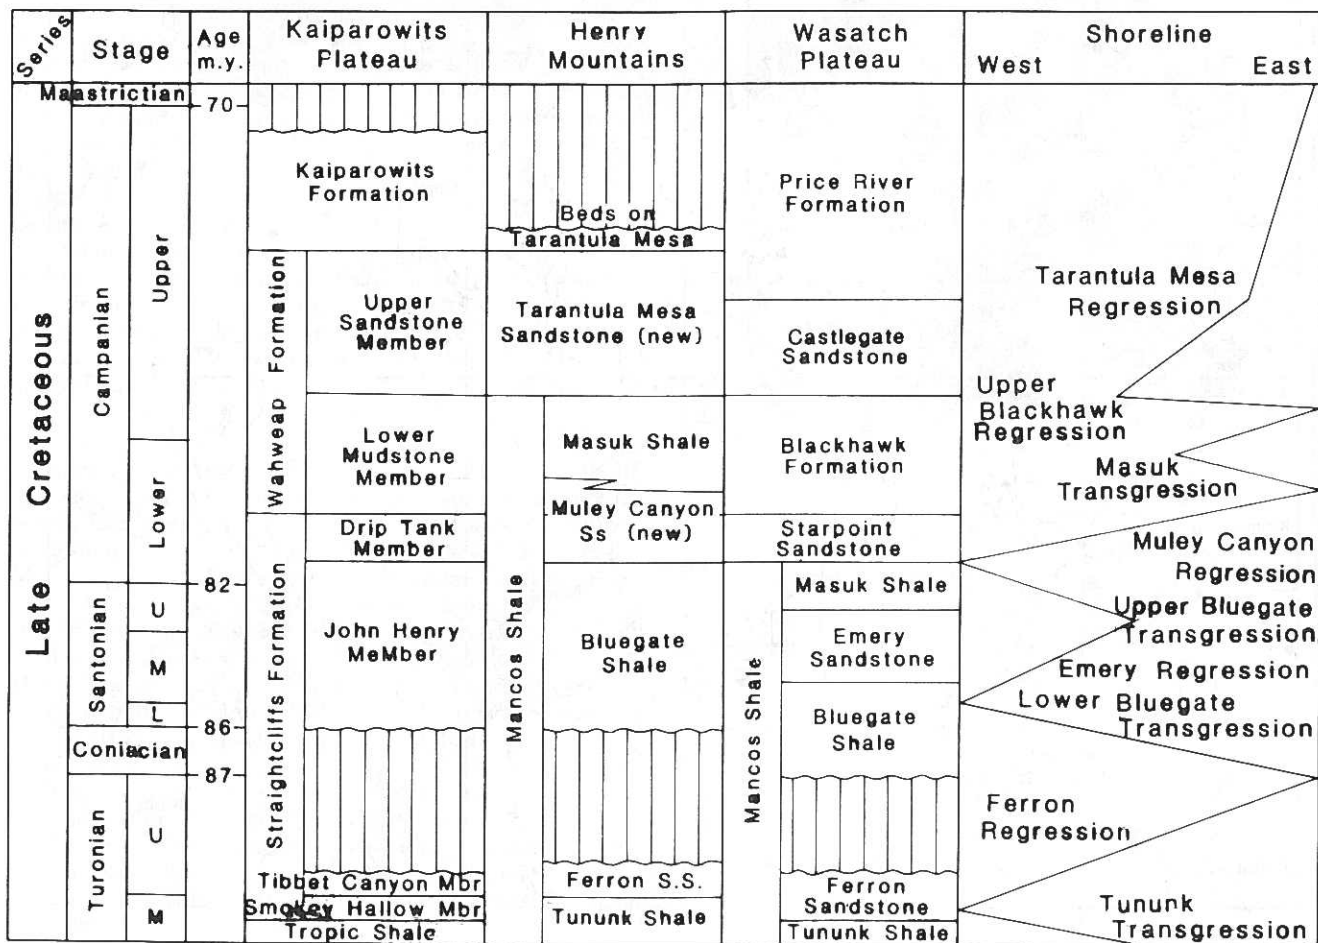 Series
Stage
Age
m.y.
Kaiparowits
Plateau
Henry
Mountains
Wasatch
Plateau
Shoreline
West East
Late Cretaceous
Maastrictian
Campanian
Upper
Lower
Santonian
U
M
L
Coniacian
Turonian
U
M
70
82
86
87
Kaiparowits
Formation
Wahweap Formation
Upper
Sandstone
Member
Lower
Mudstone
Member
Straightcliffs Formation
Drip Tank
Member
John Henry
MeMber
Tibbet Canyon Mbr
Smokey Hallow Mbr
Tropic Shale
Beds on
Tarantula Mesa
Tarantula Mesa
Sandstone (new)
Mancos Shale
Masuk Shale
Muley Canyon
Ss (new)
Bluegate
Shale
Ferron S.S.
Tununk Shale
Price River
Formation
Castlegate
Sandstone
Blackhawk
Formation
Starpoint
Sandstone
Mancos Shale
Masuk Shale
Emery
Sandstone
Bluegate
Shale
Ferron
Sandstone
Tununk Shale
Tarantula Mesa
Regression
Upper
Blackhawk
Regression
Masuk
Transgression
Muley Canyon
Regression
Upper Bluegate
Transgression
Emery Regression
Lower Bluegate
Transgression
Ferron
Regression
Tununk
Transgression